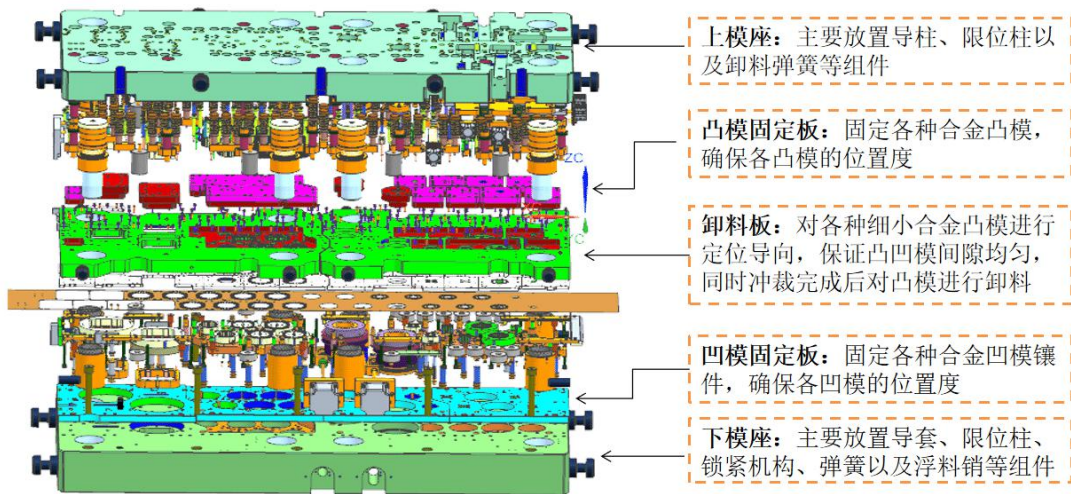 上模座：主要放置导柱、限位柱以
及卸料弹簧等组件
凸模固定板：固定各种合金凸模，
确保各凸模的位置度
ZC
卸料板：对各种细小合金凸模进行
定位导向，保证凸凹模间隙均匀，
同时冲裁完成后对凸模进行卸料
凹模固定板：固定各种合金凹模镶
件，确保各凹模的位置度
下模座：主要放置导套、限位柱、
锁紧机构、弹簧以及浮料销等组件